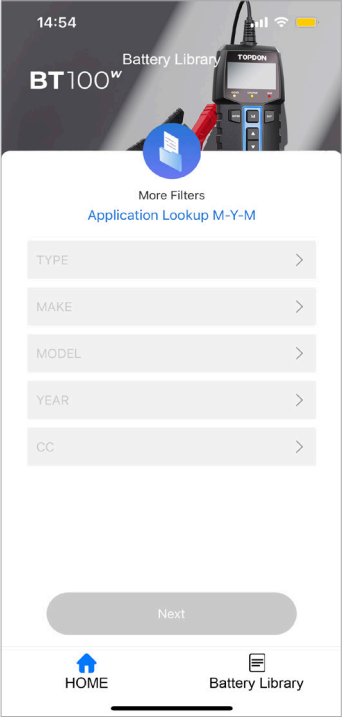 14:54
Battery Library
TOPDON
BT100W
More Filters
Application Lookup M-Y-M
TYPE
MAKE
MODEL
YEAR
CC
Next
HOME
Battery Library